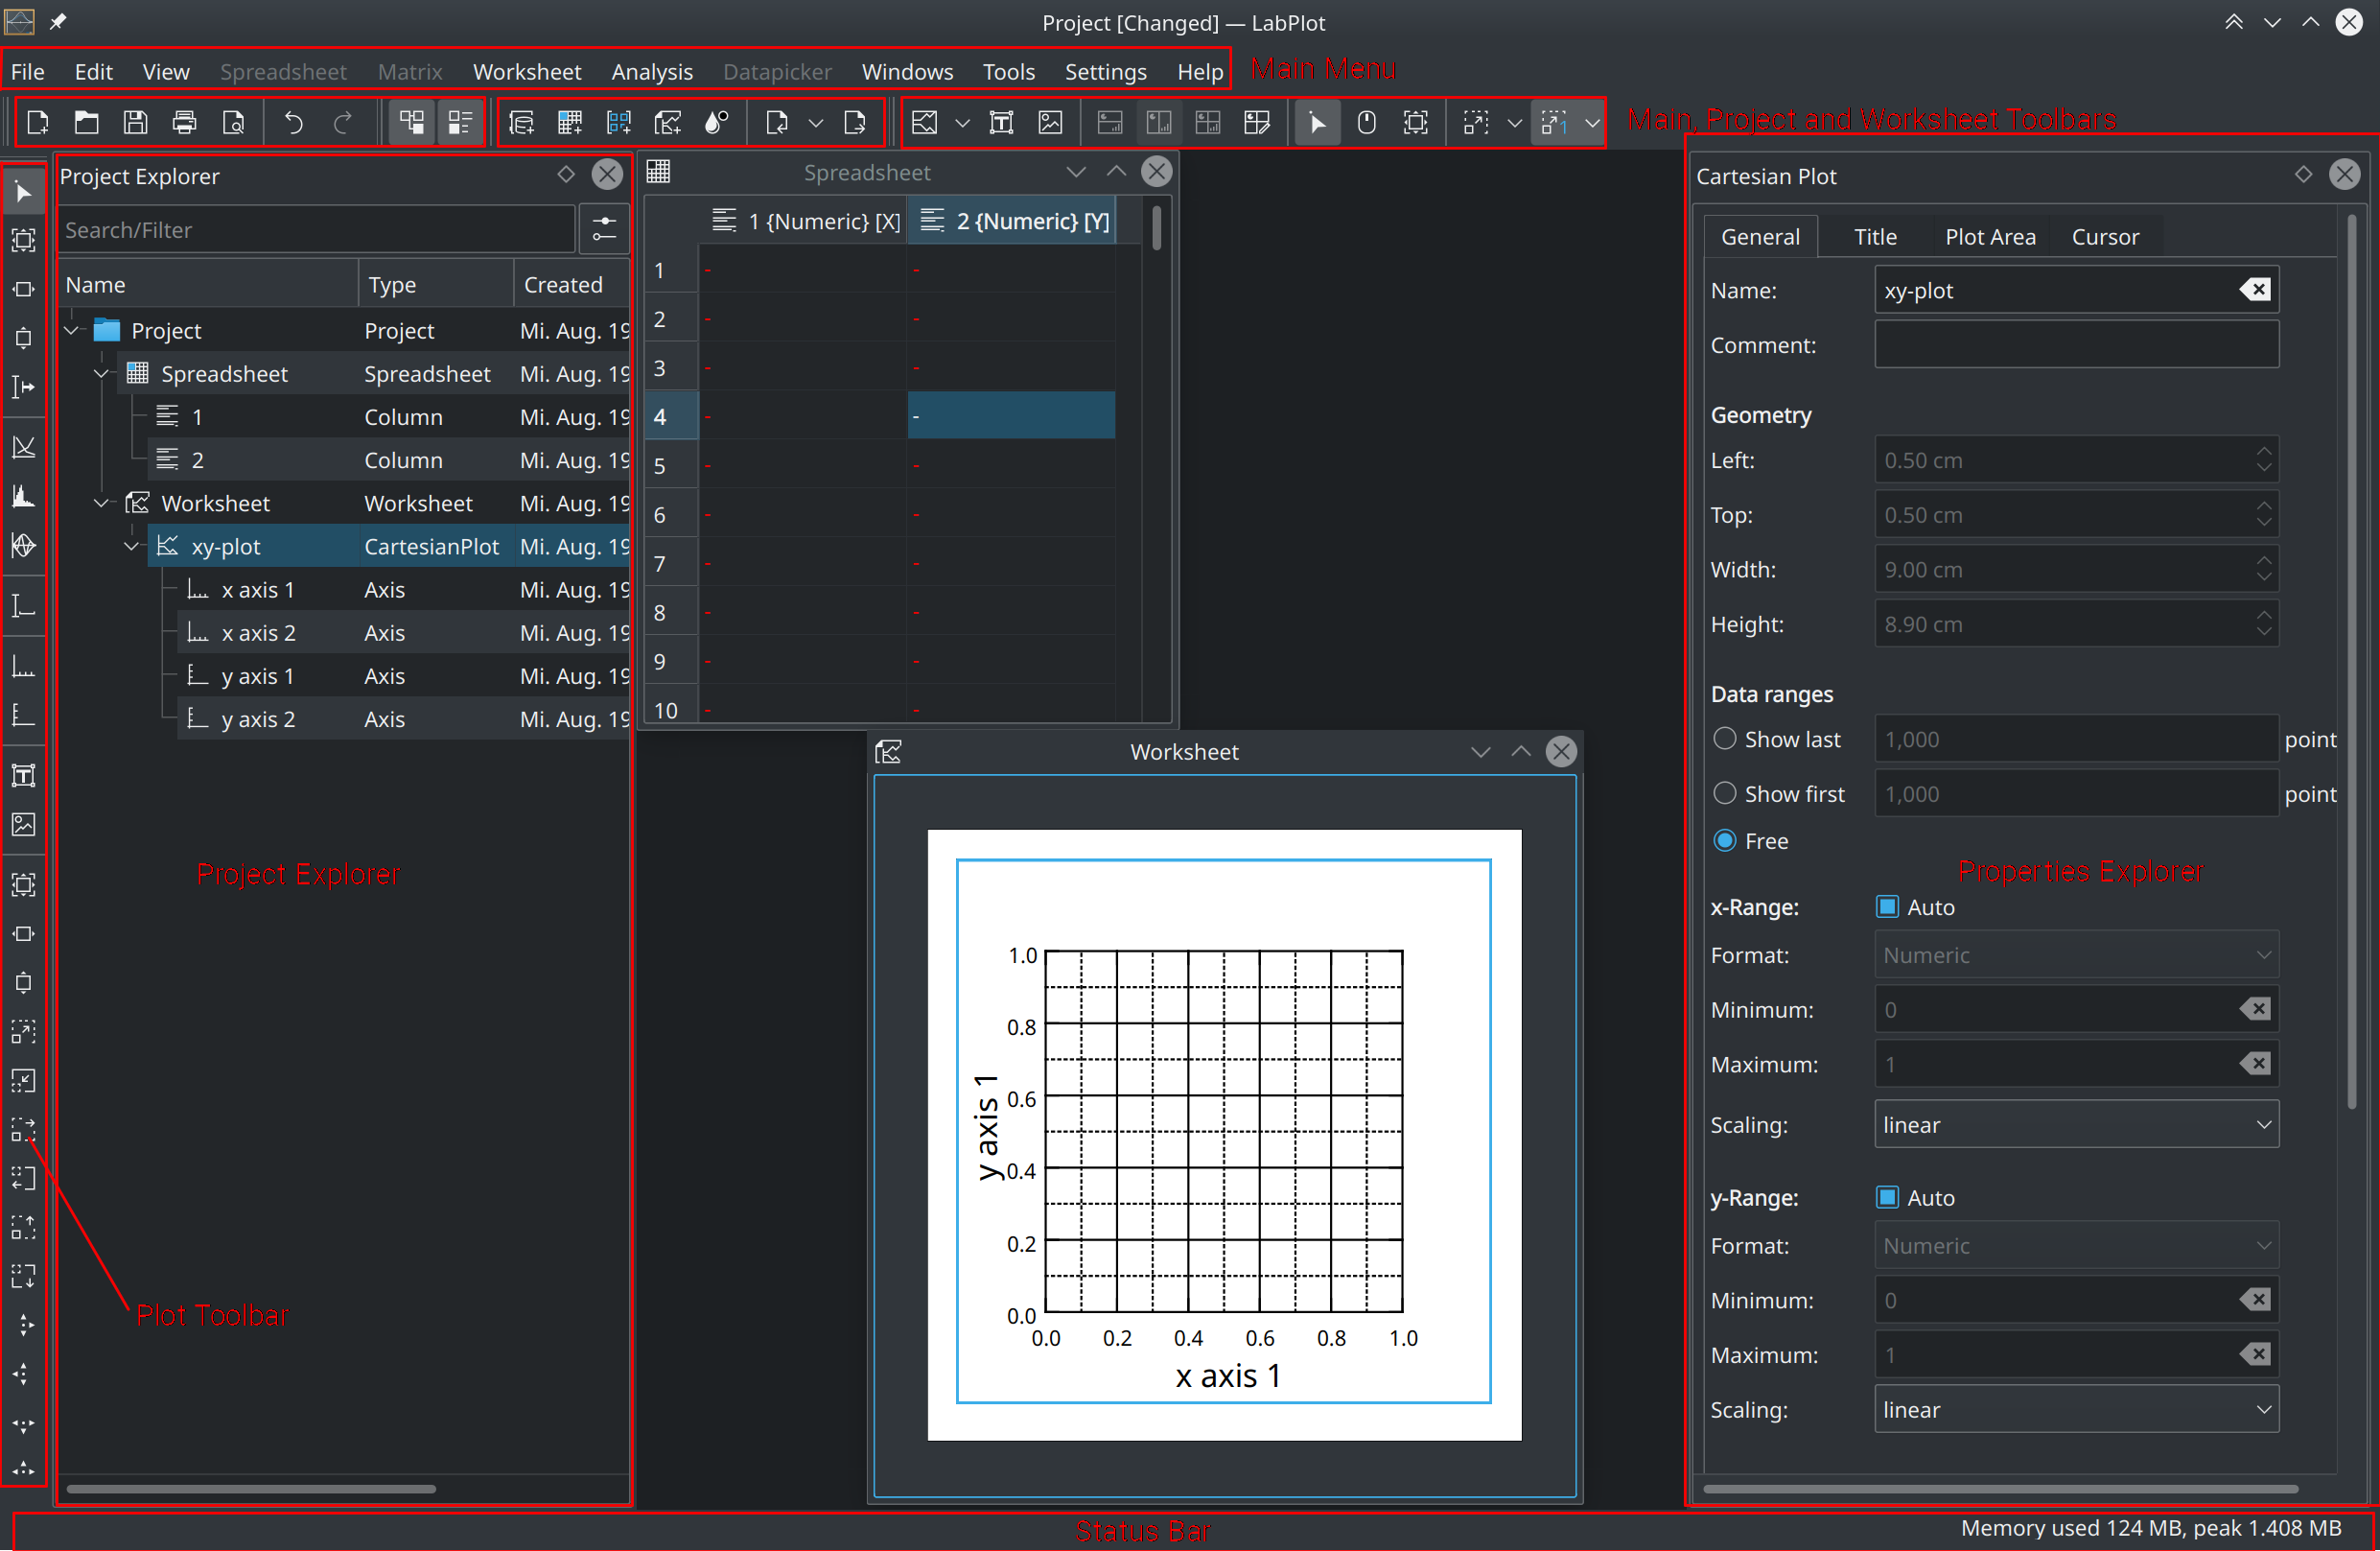 Project [Changed] — LabPlot
File Edit View Spreadsheet Matrix Worksheet Analysis Datapicker Windows Tools Settings Help Main Menu
Main, Project and Worksheet Toolbars
Project Explorer
Search/Filter
Name Type Created
Project Project Mi. Aug. 19
Spreadsheet Spreadsheet Mi. Aug. 19
1 Column Mi. Aug. 19
2 Column Mi. Aug. 19
Worksheet Worksheet Mi. Aug. 19
xy-plot CartesianPlot Mi. Aug. 19
x axis 1 Axis Mi. Aug. 19
x axis 2 Axis Mi. Aug. 19
y axis 1 Axis Mi. Aug. 19
y axis 2 Axis Mi. Aug. 19
Project Explorer
Plot Toolbar
Spreadsheet
1 {Numeric} [X] 2 {Numeric} [Y]
1 - -
2 - -
3 - -
4 - -
5 - -
6 - -
7 - -
8 - -
9 - -
10 - -
Worksheet
1.0
0.8
0.6
0.4
0.2
0.0
y axis 1
0.0 0.2 0.4 0.6 0.8 1.0
x axis 1
Cartesian Plot
General Title Plot Area Cursor
Name: xy-plot
Comment:
Geometry
Left: 0.50 cm
Top: 0.50 cm
Width: 9.00 cm
Height: 8.90 cm
Data ranges
Show last 1,000 point
Show first 1,000 point
Free
Properties Explorer
x-Range: Auto
Format: Numeric
Minimum: 0
Maximum: 1
Scaling: linear
y-Range: Auto
Format: Numeric
Minimum: 0
Maximum: 1
Scaling: linear
Status Bar
Memory used 124 MB, peak 1.408 MB